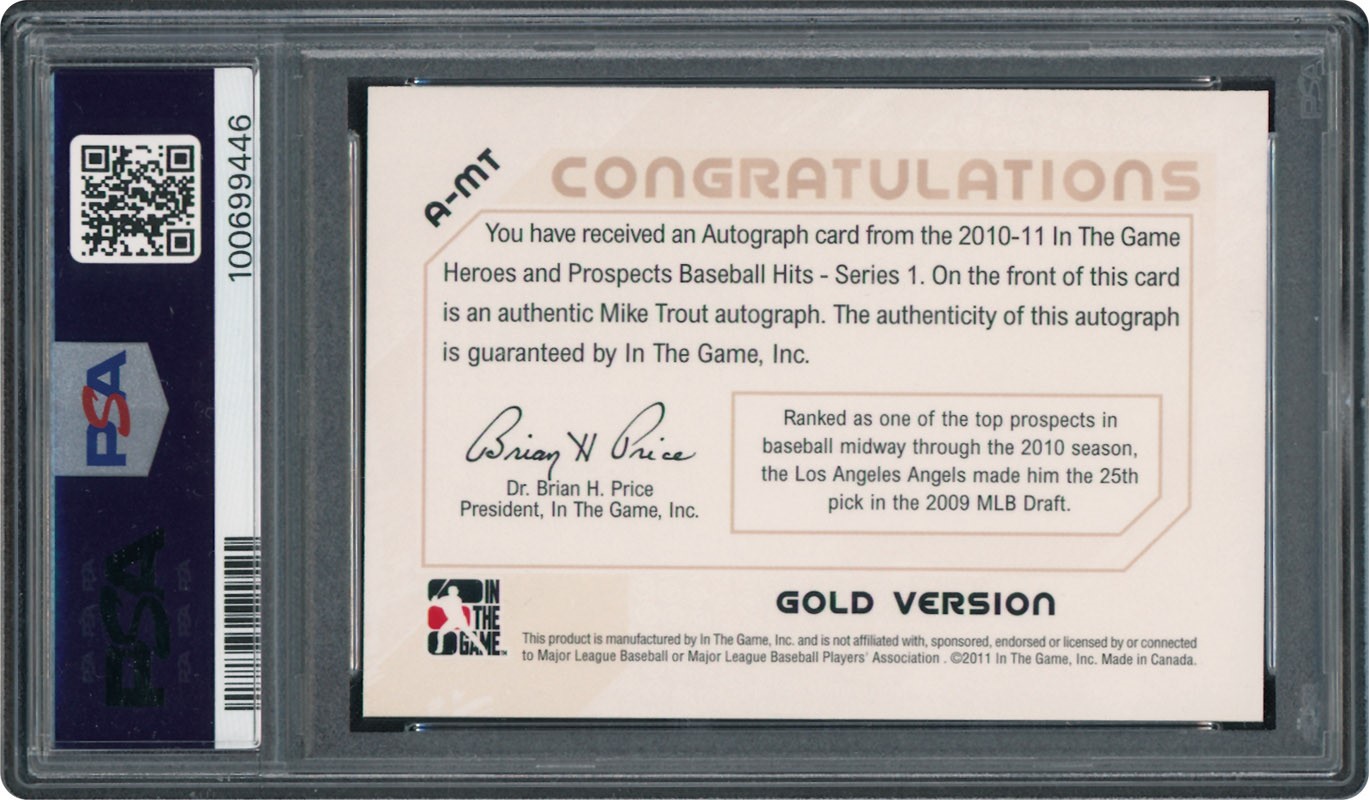 100699446
PSA
PSA
A-MT
CONGRATULATIONS
You have received an Autograph card from the 2010-11 In The Game
Heroes and Prospects Baseball Hits - Series 1. On the front of this card
is an authentic Mike Trout autograph. The authenticity of this autograph
is guaranteed by In The Game, Inc.
Brian H Price
Dr. Brian H. Price
President, In The Game, Inc.
Ranked as one of the top prospects in
baseball midway through the 2010 season,
the Los Angeles Angels made him the 25th
pick in the 2009 MLB Draft.
IN
THE
GAME
GOLD VERSION
This product is manufactured by In The Game, Inc. and is not affiliated with, sponsored, endorsed or licensed by or connected
to Major League Baseball or Major League Baseball Players' Association . ©2011 In The Game, Inc. Made in Canada.